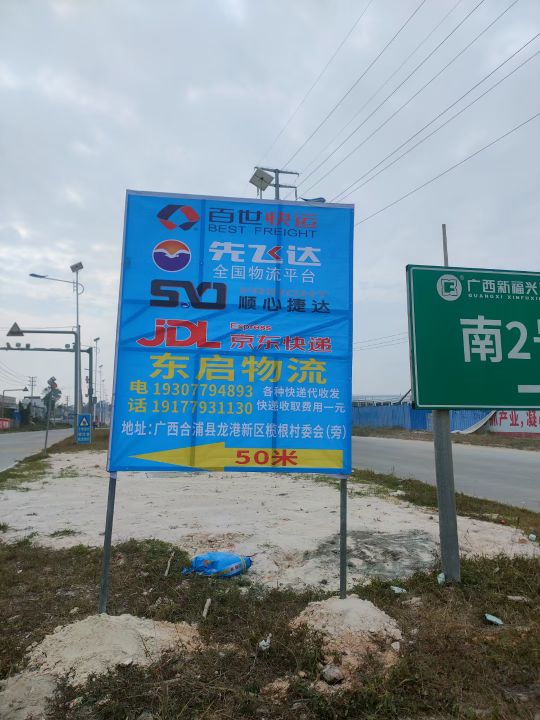 百世快运
BEST FREIGHT
先飞达
全国物流平台
SXJD 顺心捷达
JDL Express 京东快递
东启物流
电 19307794893 各种快递代收发
话 19177931130 快递收取费用一元
地址:广西合浦县龙港新区榄根村委会(旁)
50米
广西新福兴
GUANGXI XINFUXIN
南2号
产业,凝